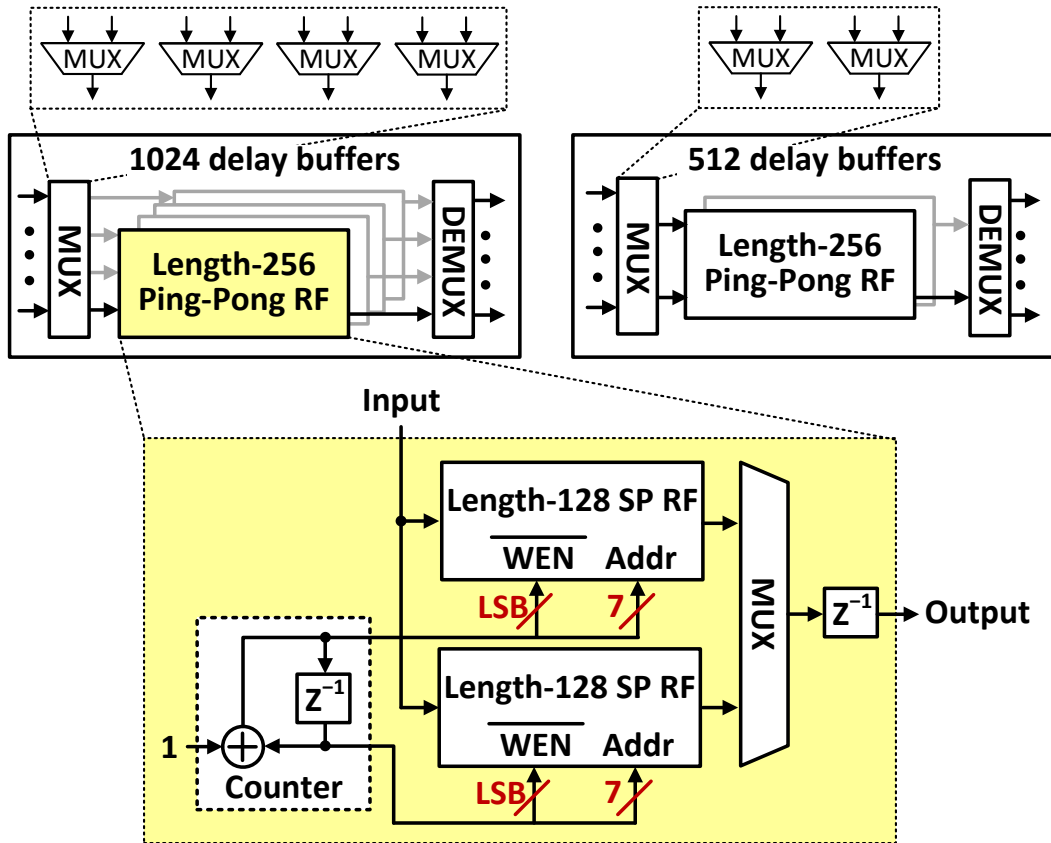 MUX MUX MUX MUX
MUX MUX
1024 delay buffers
MUX
Length-256
Ping-Pong RF
DEMUX
512 delay buffers
MUX
Length-256
Ping-Pong RF
DEMUX
Input
Length-128 SP RF
WEN Addr
LSB 7
MUX
Z⁻¹
Output
Length-128 SP RF
WEN Addr
LSB 7
Z⁻¹
1
+
Counter